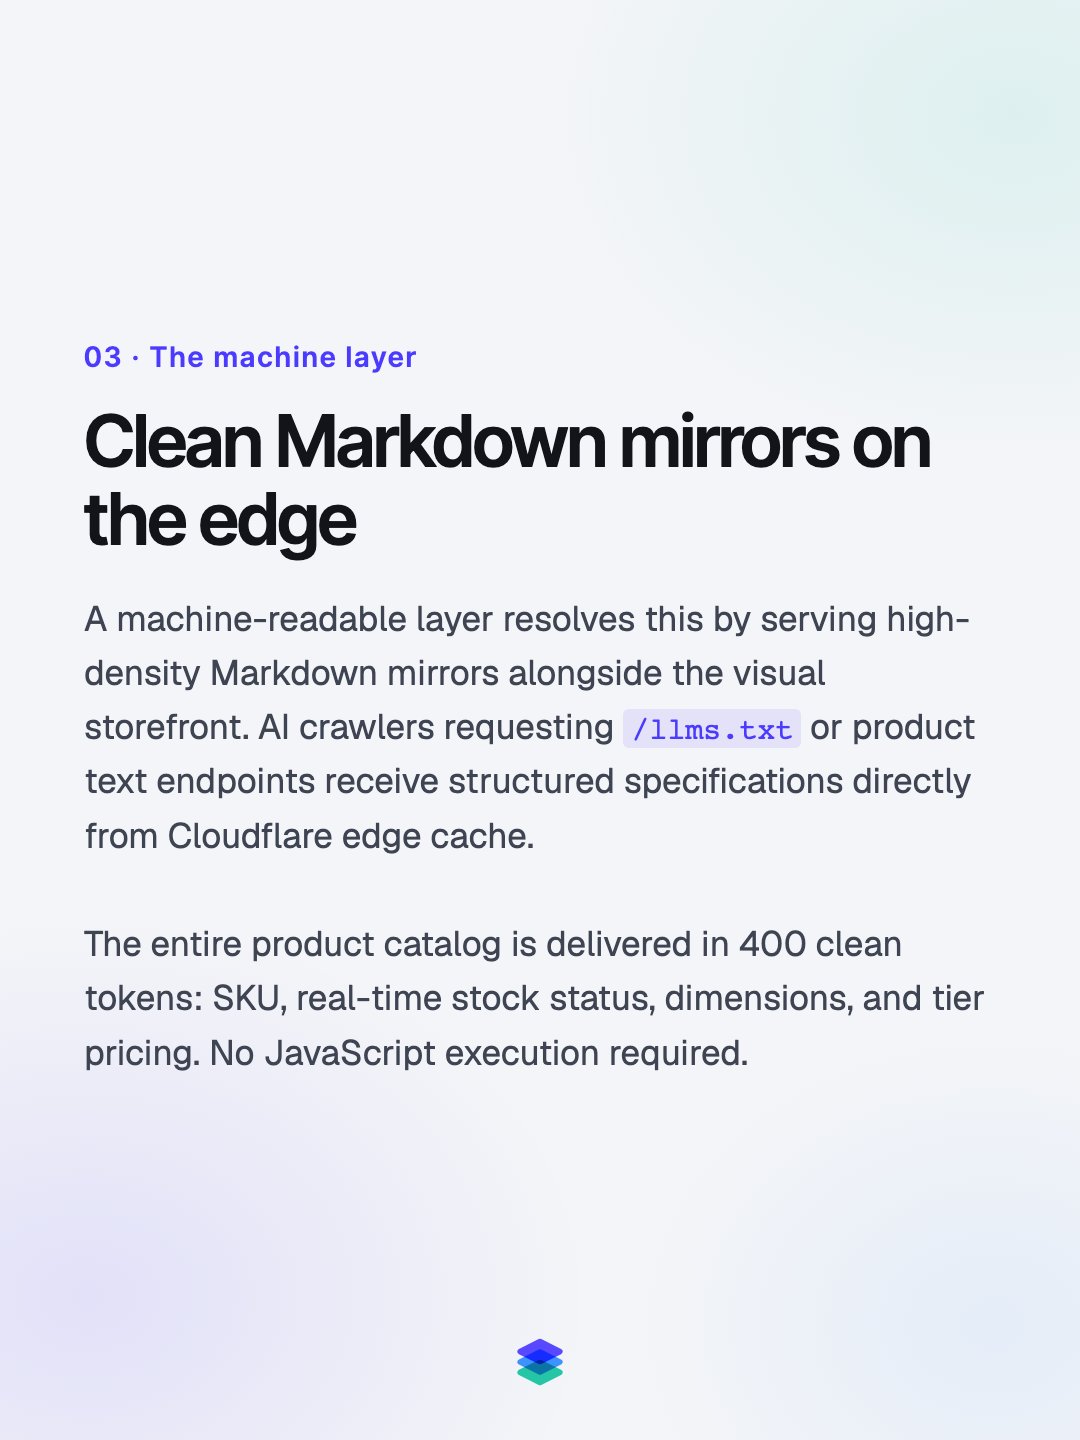 03 · The machine layer
Clean Markdown mirrors on
the edge
A machine-readable layer resolves this by serving high-
density Markdown mirrors alongside the visual
storefront. AI crawlers requesting /llms.txt or product
text endpoints receive structured specifications directly
from Cloudflare edge cache.
The entire product catalog is delivered in 400 clean
tokens: SKU, real-time stock status, dimensions, and tier
pricing. No JavaScript execution required.